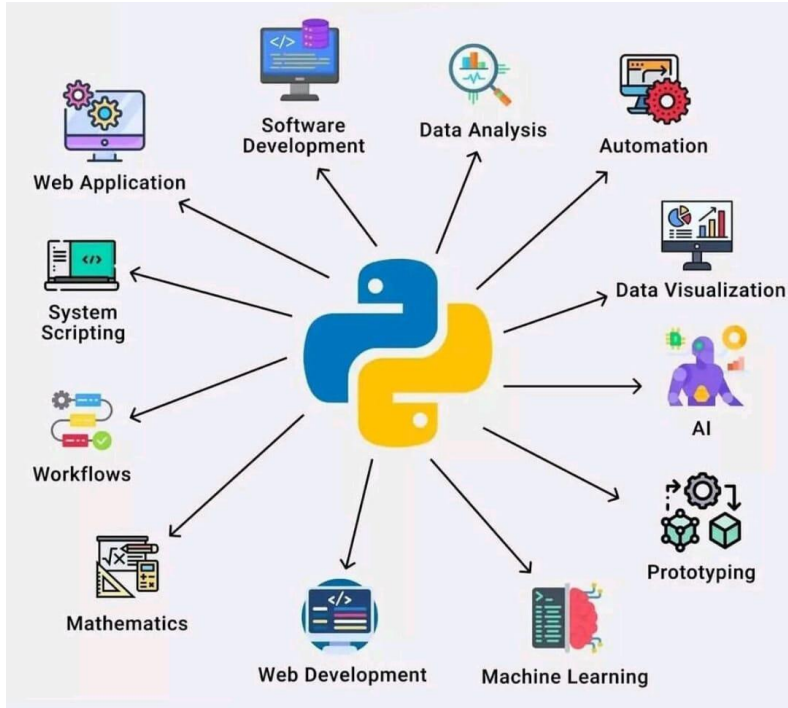 Software
Development
Data Analysis
Automation
Web Application
Data Visualization
System
Scripting
AI
Workflows
Prototyping
Mathematics
Web Development
Machine Learning